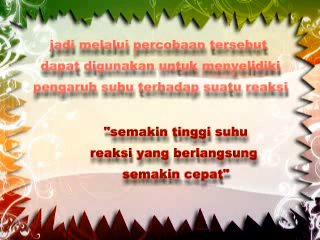 jadi melalui percobaan tersebut
dapat digunakan untuk menyelidiki
pengaruh suhu terhadap suatu reaksi
"semakin tinggi suhu
reaksi yang berlangsung
semakin cepat"